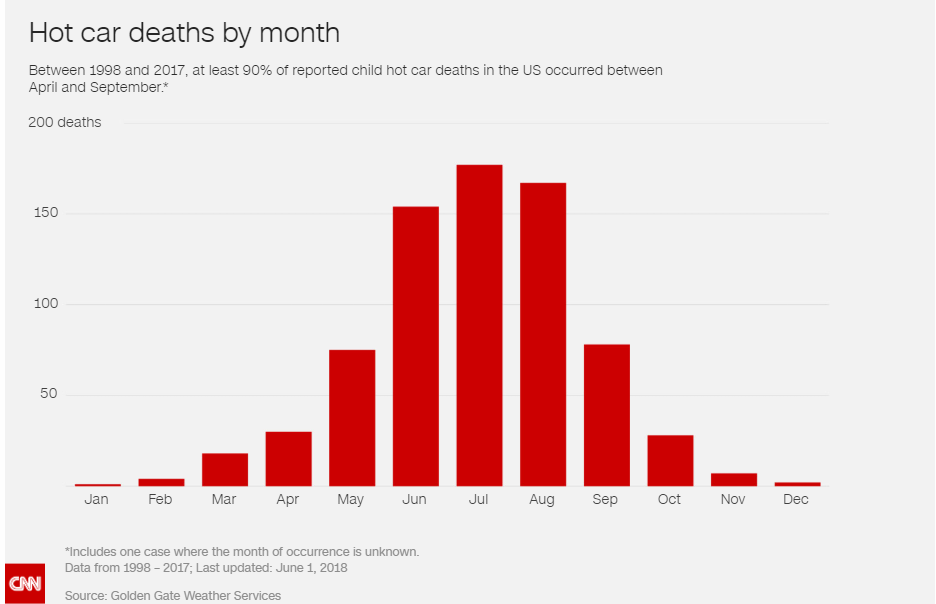 Hot car deaths by month
Between 1998 and 2017, at least 90% of reported child hot car deaths in the US occurred between
April and September.*
200 deaths
150
100
50
Jan Feb Mar Apr May Jun Jul Aug Sep Oct Nov Dec
*Includes one case where the month of occurrence is unknown.
Data from 1998 – 2017; Last updated: June 1, 2018
CNN
Source: Golden Gate Weather Services